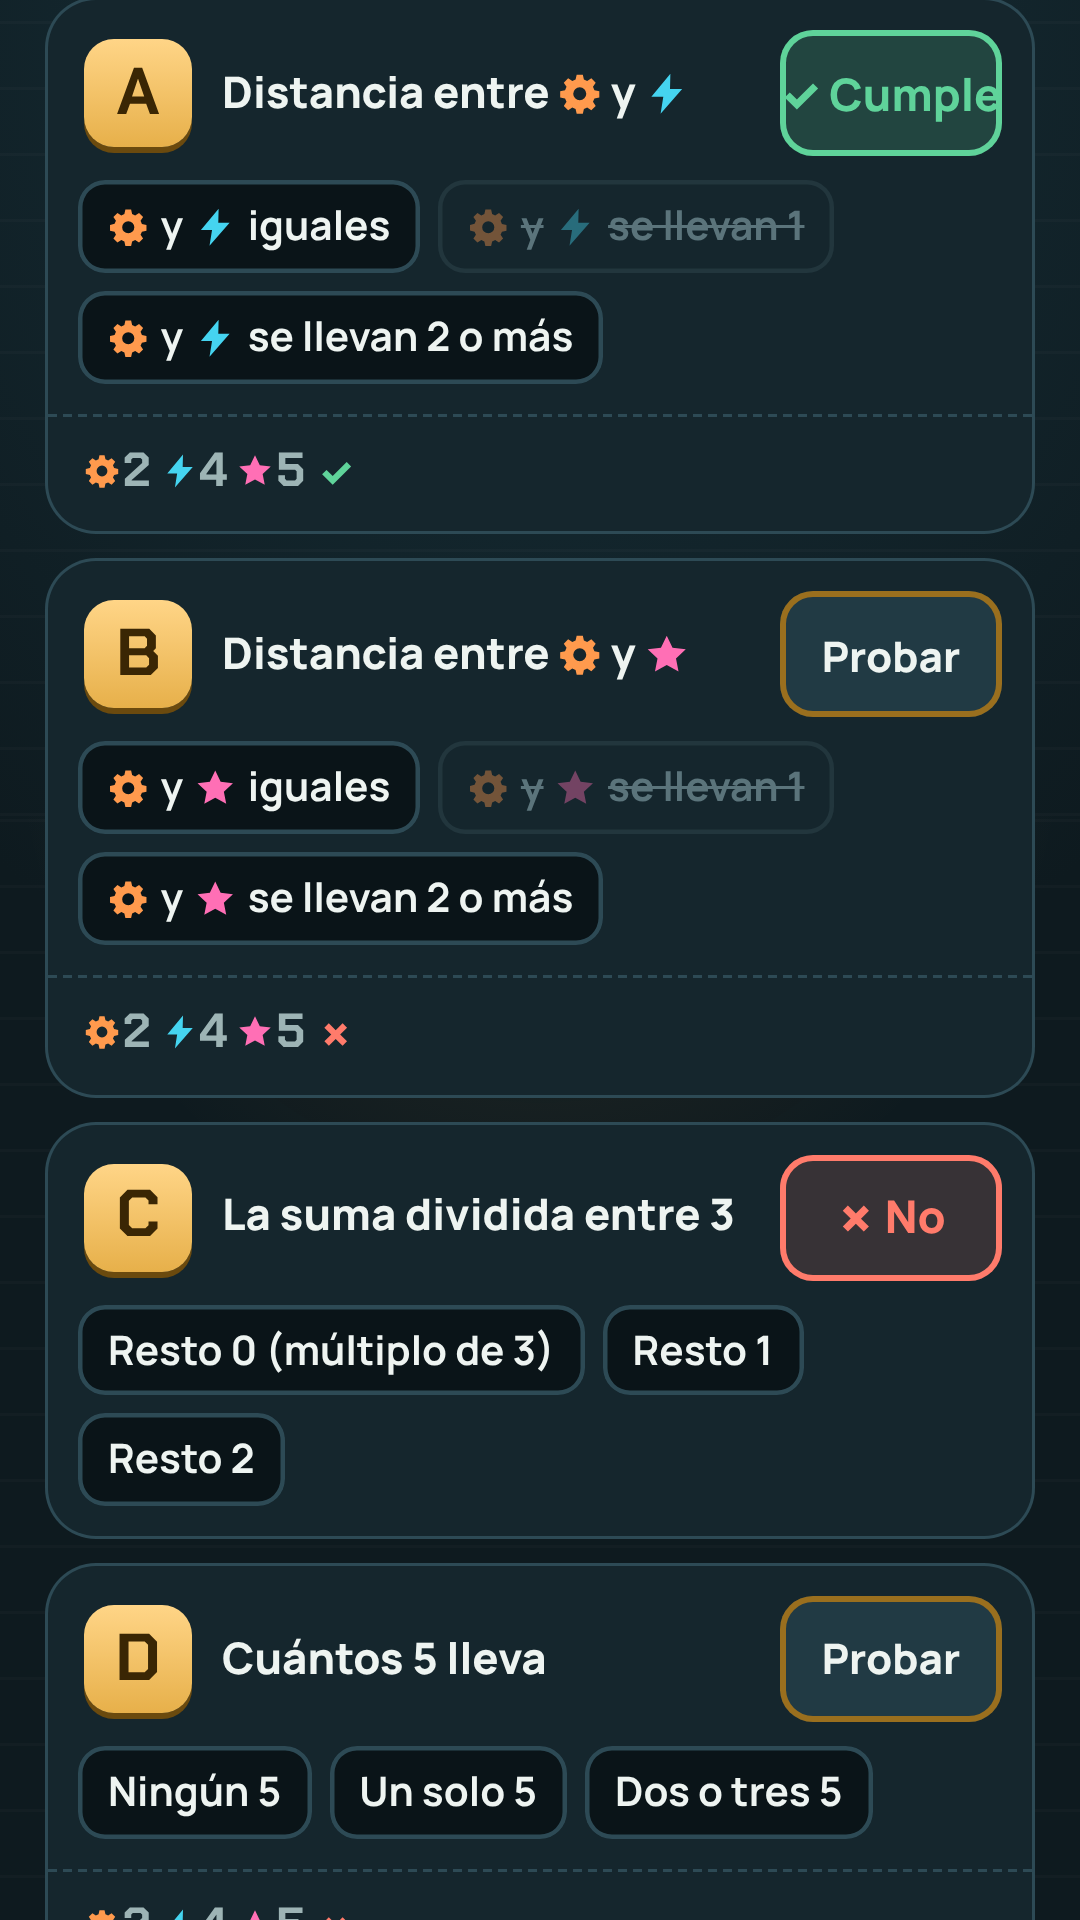 A Distancia entre y ✓ Cumple
y iguales y se llevan 1
y se llevan 2 o más
2 4 5 ✓
B Distancia entre y Probar
y iguales y se llevan 1
y se llevan 2 o más
2 4 5 ×
C La suma dividida entre 3 × No
Resto 0 (múltiplo de 3) Resto 1
Resto 2
D Cuántos 5 lleva Probar
Ningún 5 Un solo 5 Dos o tres 5